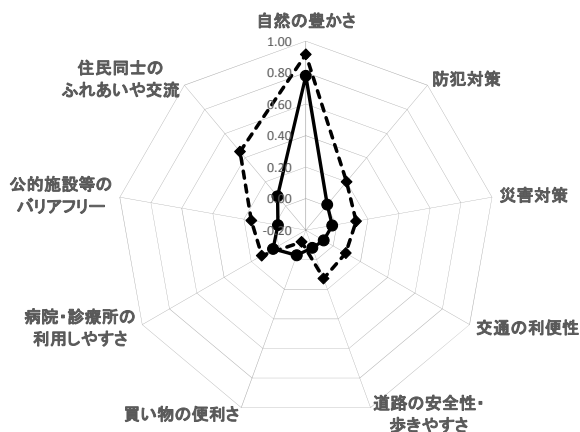 自然の豊かさ
1.00
0.80
0.60
0.40
0.20
0.00
-0.20
防犯対策
災害対策
交通の利便性
道路の安全性・
歩きやすさ
買い物の便利さ
病院・診療所の
利用しやすさ
公的施設等の
バリアフリー
住民同士の
ふれあいや交流